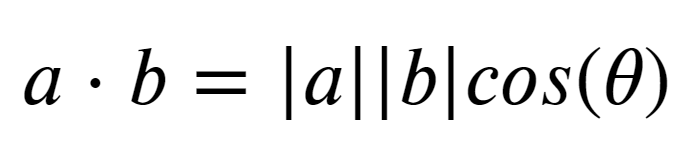 a · b = |a||b|cos(θ)